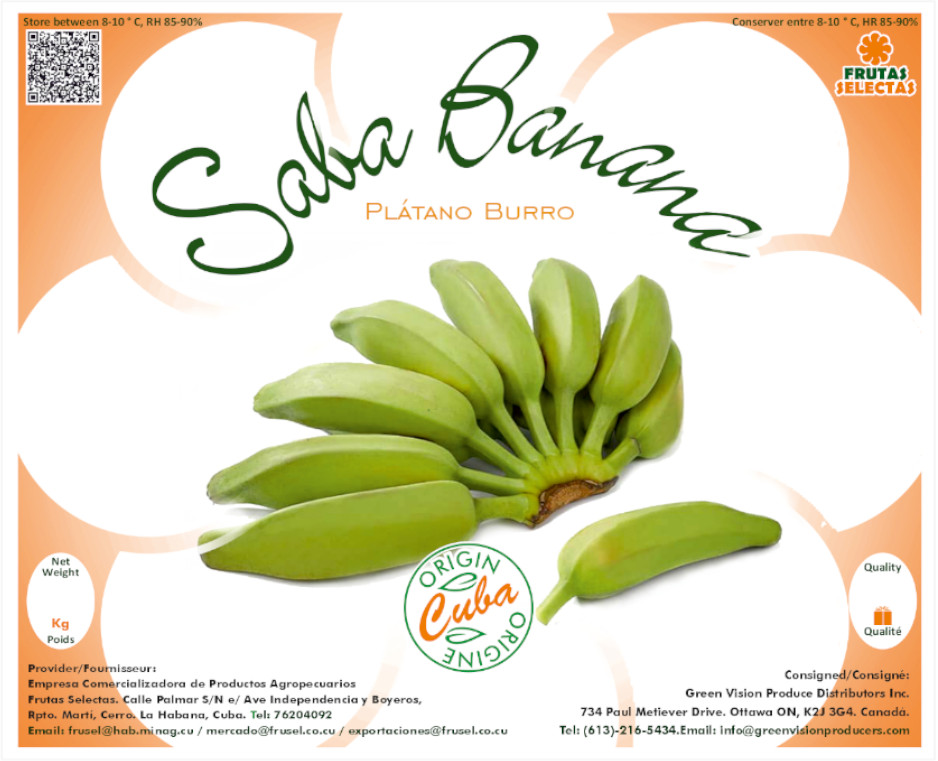 Store between 8-10 ° C, RH 85-90%
Conserver entre 8-10 ° C, HR 85-90%
FRUTAS
SELECTAS
Saba Banana
Plátano Burro
ORIGIN
Cuba
ORIGINE
Net
Weight
Kg
Poids
Quality
Qualité
Provider/Fournisseur:
Empresa Comercializadora de Productos Agropecuarios
Frutas Selectas. Calle Palmar S/N e/ Ave Independencia y Boyeros,
Rpto. Martí, Cerro. La Habana, Cuba. Tel: 76204092
Email: frusel@hab.minag.cu / mercado@frusel.co.cu / exportaciones@frusel.co.cu
Consigned/Consigné:
Green Vision Produce Distributors Inc.
734 Paul Metiever Drive. Ottawa ON, K2J 3G4. Canadá.
Tel: (613)-216-5434.Email: info@greenvisionproducers.com